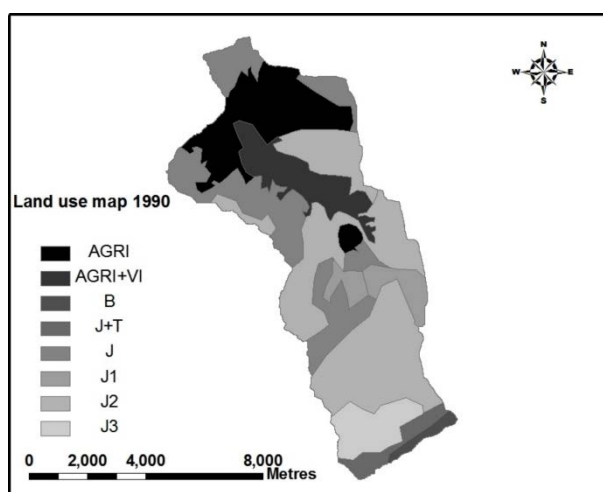 N
W E
S
Land use map 1990
AGRI
AGRI+VI
B
J+T
J
J1
J2
J3
0 2,000 4,000 8,000
Metres